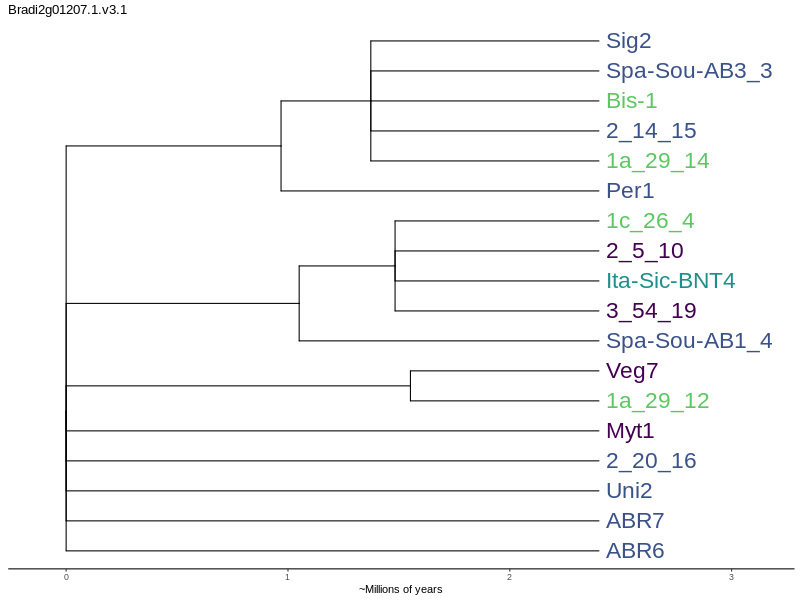 Bradi2g01207.1.v3.1
Sig2
Spa-Sou-AB3_3
Bis-1
2_14_15
1a_29_14
Per1
1c_26_4
2_5_10
Ita-Sic-BNT4
3_54_19
Spa-Sou-AB1_4
Veg7
1a_29_12
Myt1
2_20_16
Uni2
ABR7
ABR6
0 1 2 3
~Millions of years